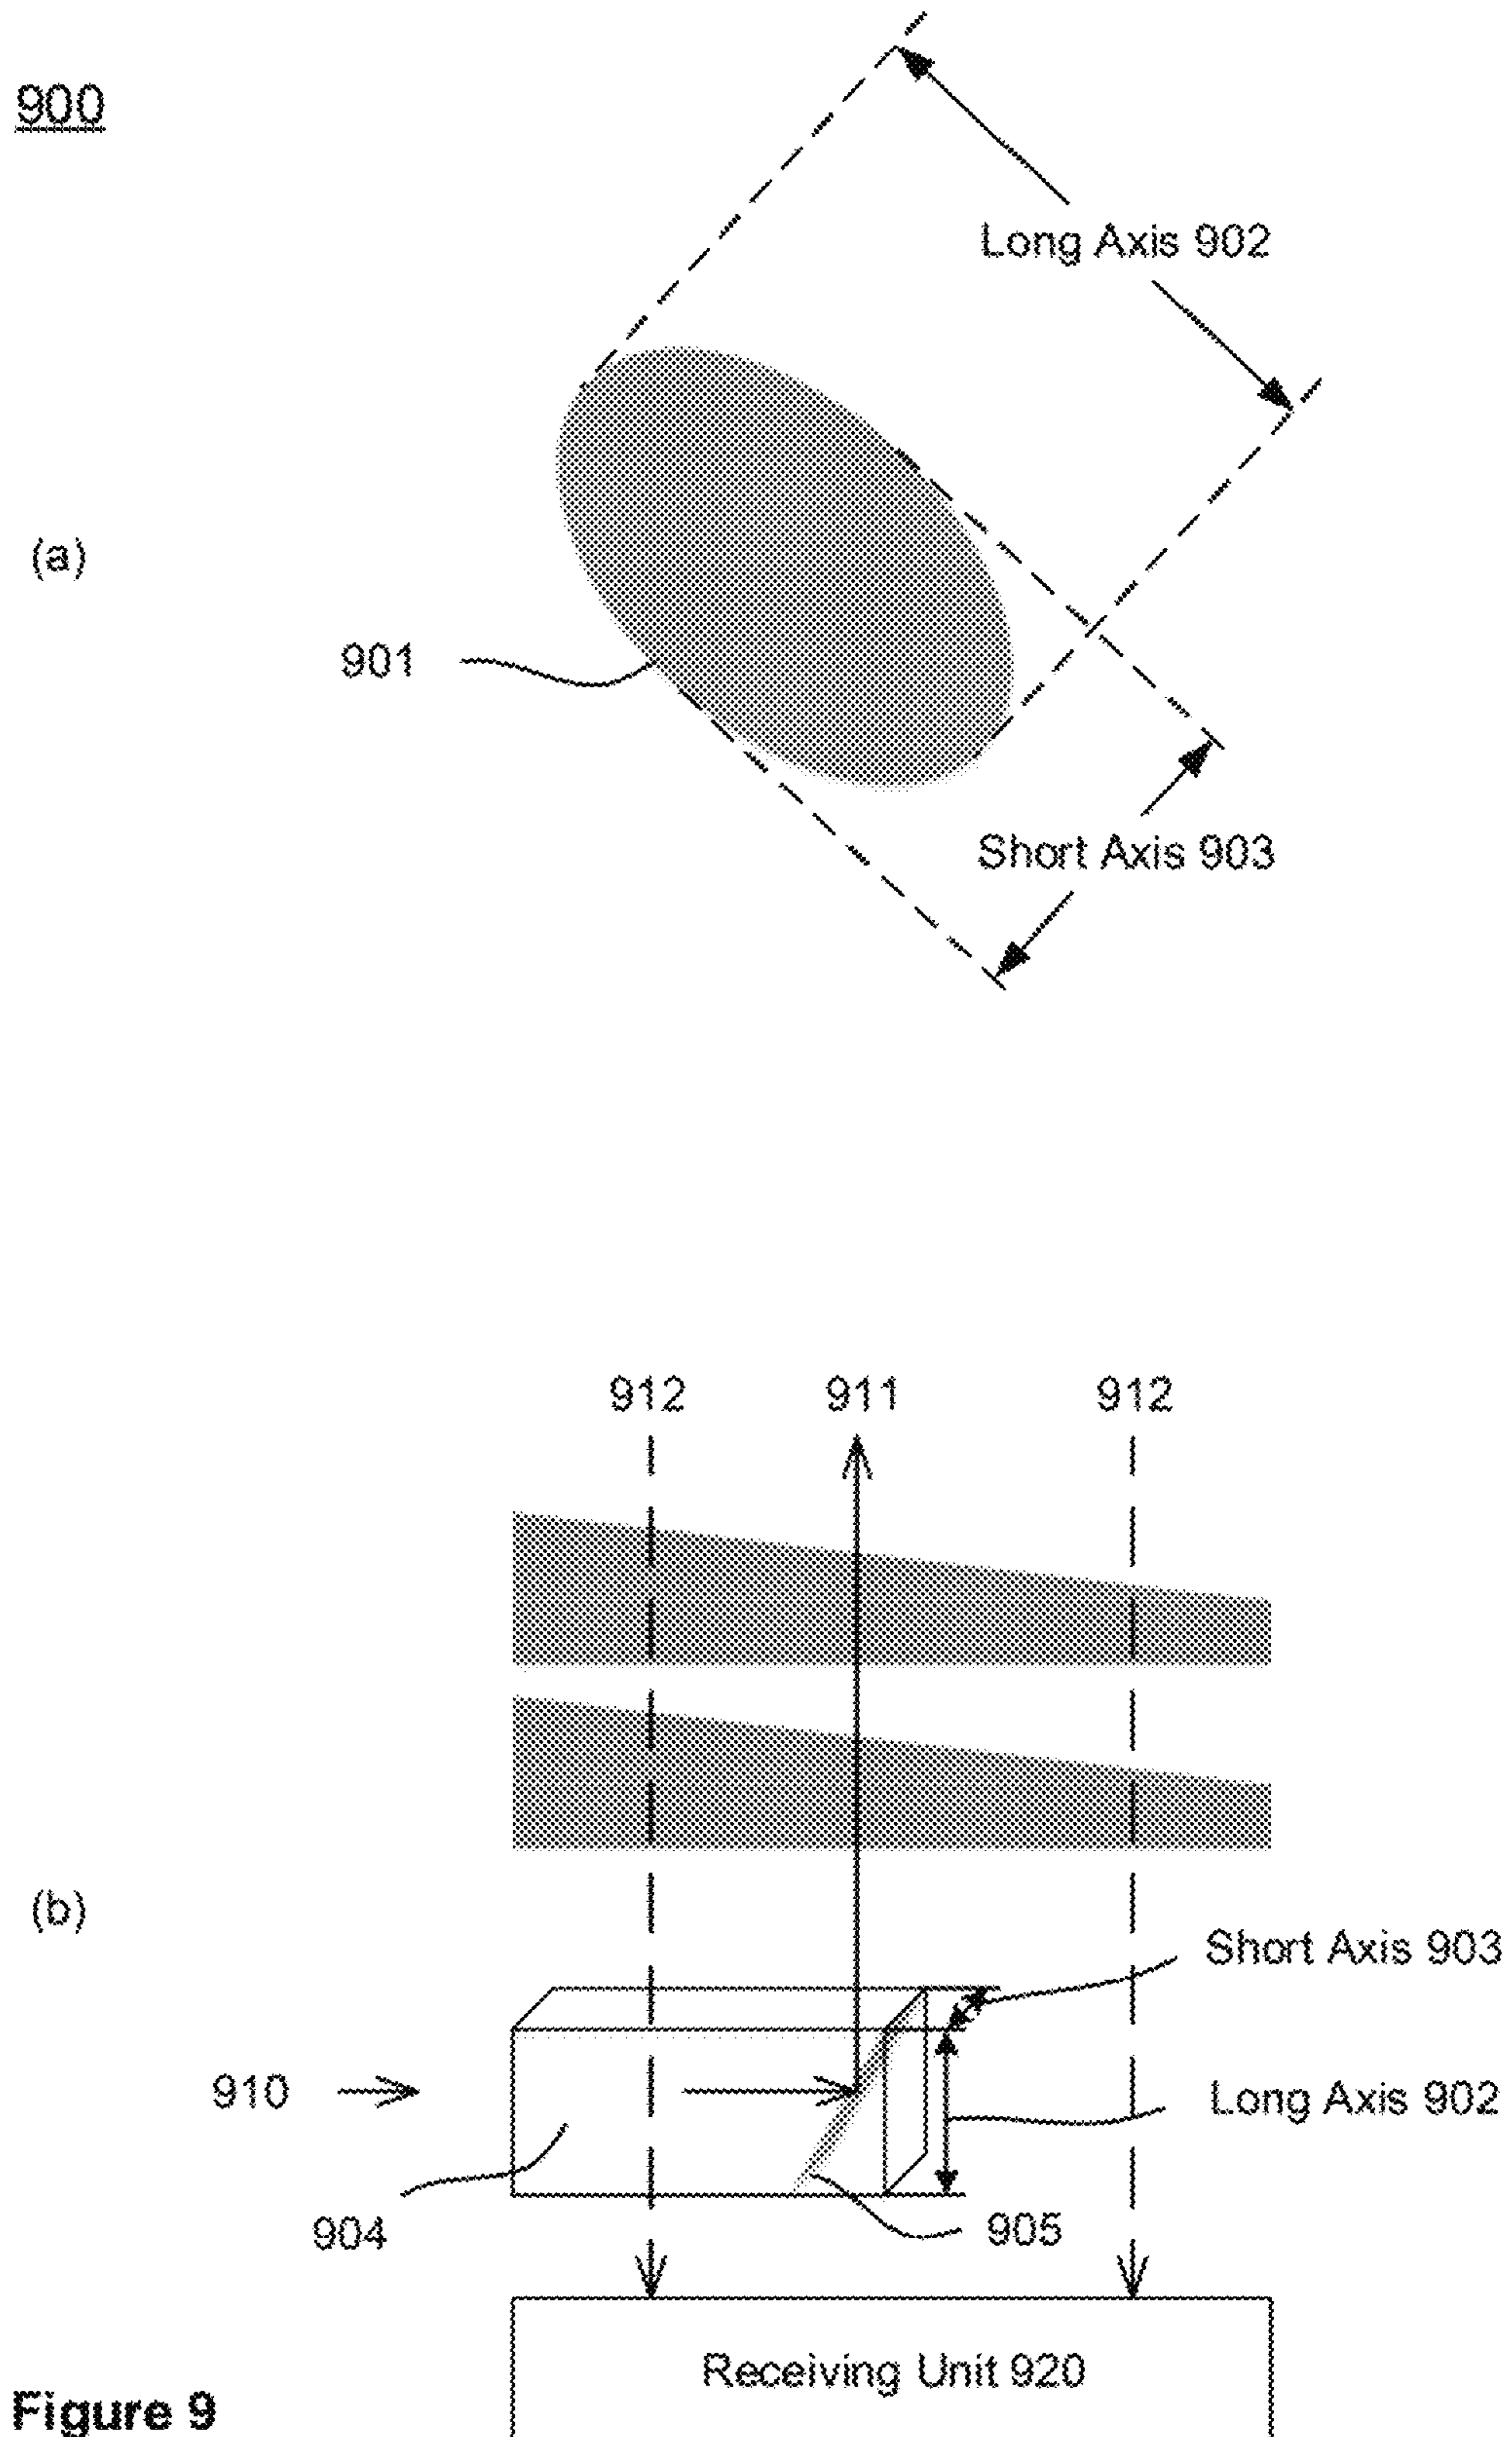 900
Long Axis 902
(a)
901
Short Axis 903
912 911 912
(b)
Short Axis 903
910
Long Axis 902
904
905
Receiving Unit 920
Figure 9